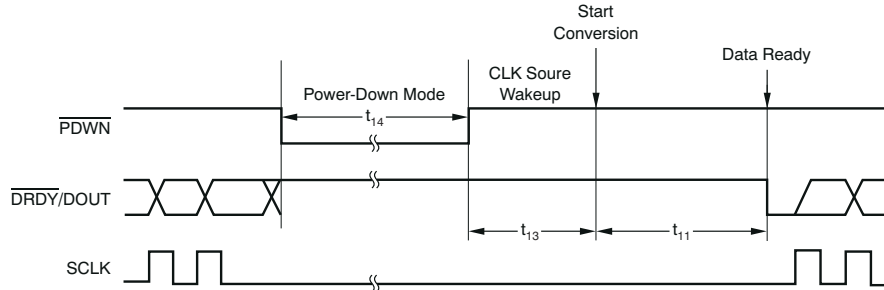 Start
Conversion
Data Ready
CLK Soure
Wakeup
Power-Down Mode
t14
PDWN
DRDY/DOUT
t13
t11
SCLK